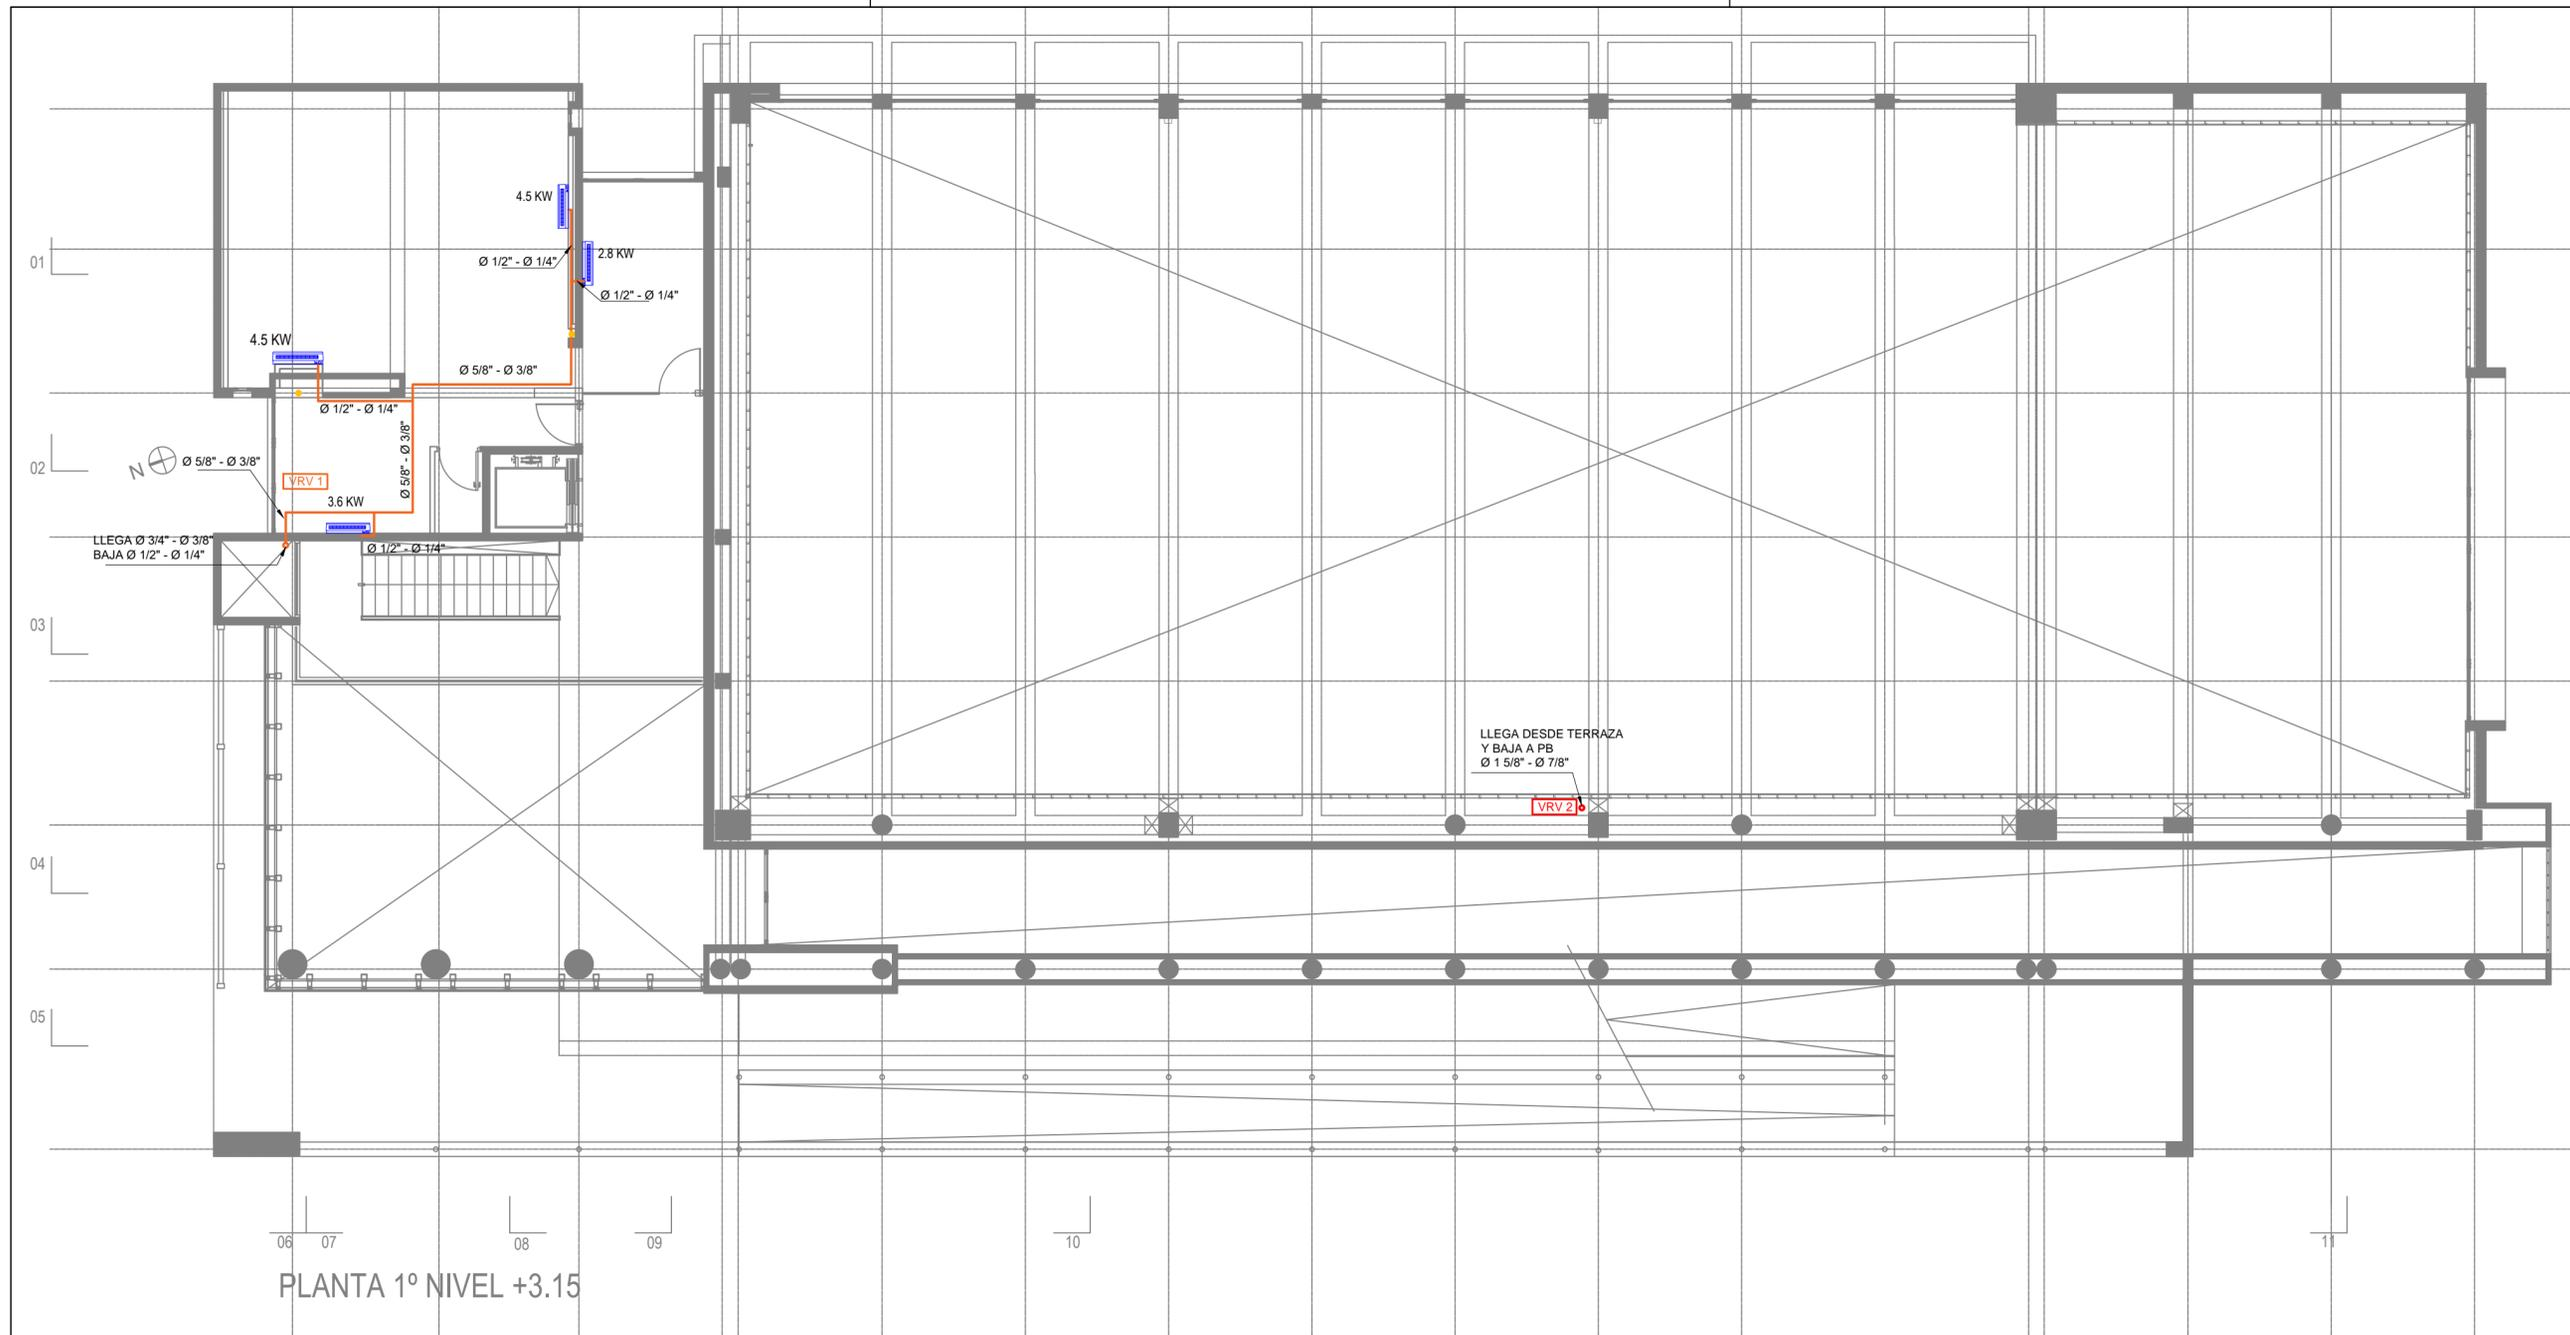 4.5 KW
2.8 KW
Ø 1/2" - Ø 1/4"
Ø 1/2" - Ø 1/4"
01
4.5 KW
Ø 5/8" - Ø 3/8"
Ø 1/2" - Ø 1/4"
Ø 5/8" - Ø 3/8"
N
Ø 5/8" - Ø 3/8"
02
VRV 1
3.6 KW
LLEGA Ø 3/4" - Ø 3/8"
BAJA Ø 1/2" - Ø 1/4"
Ø 1/2" - Ø 1/4"
03
LLEGA DESDE TERRAZA
Y BAJA A PB
Ø 1 5/8" - Ø 7/8"
VRV 2
04
05
06
07
08
09
10
11
PLANTA 1º NIVEL +3.15